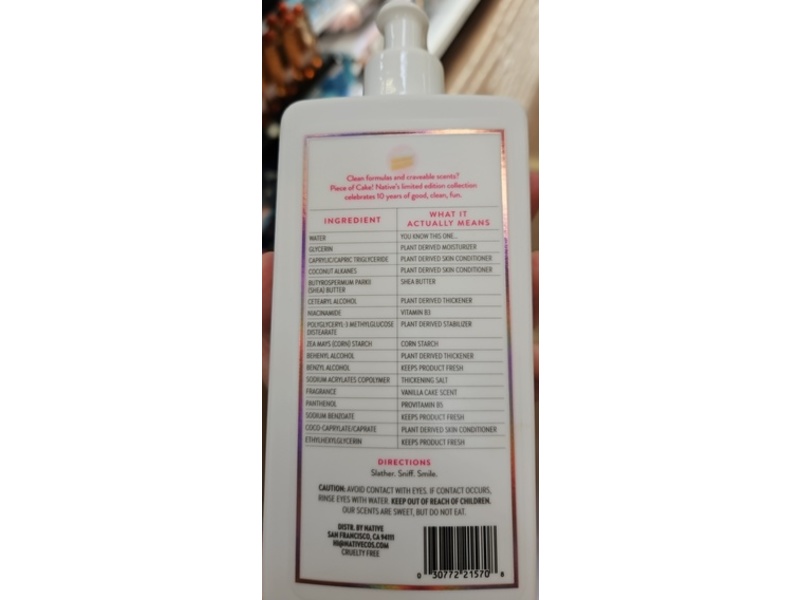 Clean formulas and craveable scents?
Piece of Cake! Native's limited edition collection
celebrates 10 years of good, clean, fun.
INGREDIENT WHAT IT ACTUALLY MEANS
WATER YOU KNOW THIS ONE...
GLYCERIN PLANT DERIVED MOISTURIZER
CAPRYLIC/CAPRIC TRIGLYCERIDE PLANT DERIVED SKIN CONDITIONER
COCONUT ALKANES PLANT DERIVED SKIN CONDITIONER
BUTYROSPERMUM PARKII SHEA BUTTER
(SHEA) BUTTER
CETEARYL ALCOHOL PLANT DERIVED THICKENER
NIACINAMIDE VITAMIN B3
POLYGLYCERYL-3 METHYLGLUCOSE PLANT DERIVED STABILIZER
DISTEARATE
ZEA MAYS (CORN) STARCH CORN STARCH
BEHENYL ALCOHOL PLANT DERIVED THICKENER
BENZYL ALCOHOL KEEPS PRODUCT FRESH
SODIUM ACRYLATES COPOLYMER THICKENING SALT
FRAGRANCE VANILLA CAKE SCENT
PANTHENOL PROVITAMIN B5
SODIUM BENZOATE KEEPS PRODUCT FRESH
COCO-CAPRYLATE/CAPRATE PLANT DERIVED SKIN CONDITIONER
ETHYLHEXYLGLYCERIN KEEPS PRODUCT FRESH
DIRECTIONS
Slather. Sniff. Smile.
CAUTION: AVOID CONTACT WITH EYES. IF CONTACT OCCURS,
RINSE EYES WITH WATER. KEEP OUT OF REACH OF CHILDREN.
OUR SCENTS ARE SWEET, BUT DO NOT EAT.
DISTR. BY NATIVE
SAN FRANCISCO, CA 94111
HI@NATIVECOS.COM
CRUELTY FREE
0 30772 21570 6